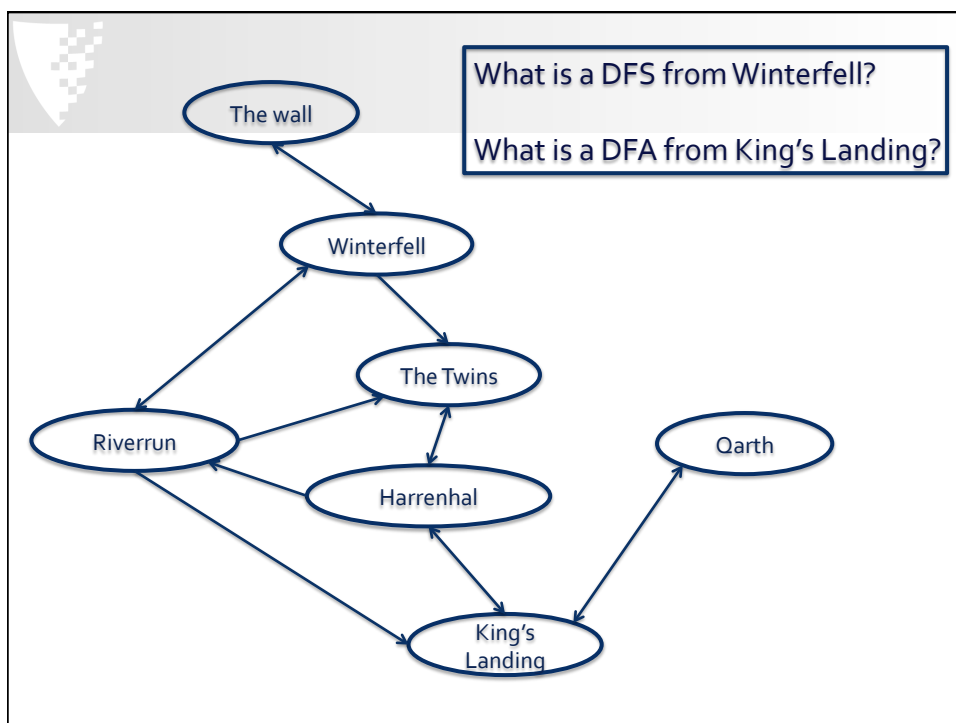 What is a DFS from Winterfell?
What is a DFA from King’s Landing?
The wall
Winterfell
The Twins
Riverrun
Qarth
Harrenhal
King’s
Landing